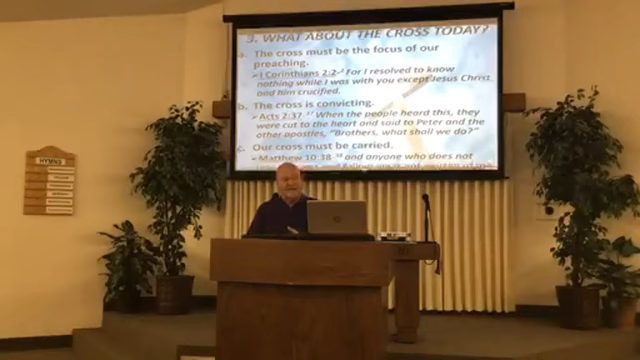 3. WHAT ABOUT THE CROSS TODAY?
a. The cross must be the focus of our
preaching.
➢I Corinthians 2:2 ² For I resolved to know
nothing while I was with you except Jesus Christ
and him crucified.
b. The cross is convicting.
➢Acts 2:37 ³⁷ When the people heard this, they
were cut to the heart and said to Peter and the
other apostles, “Brothers, what shall we do?”
c. Our cross must be carried.
➢Matthew 10:38 ³⁸ and anyone who does not
HYMNS